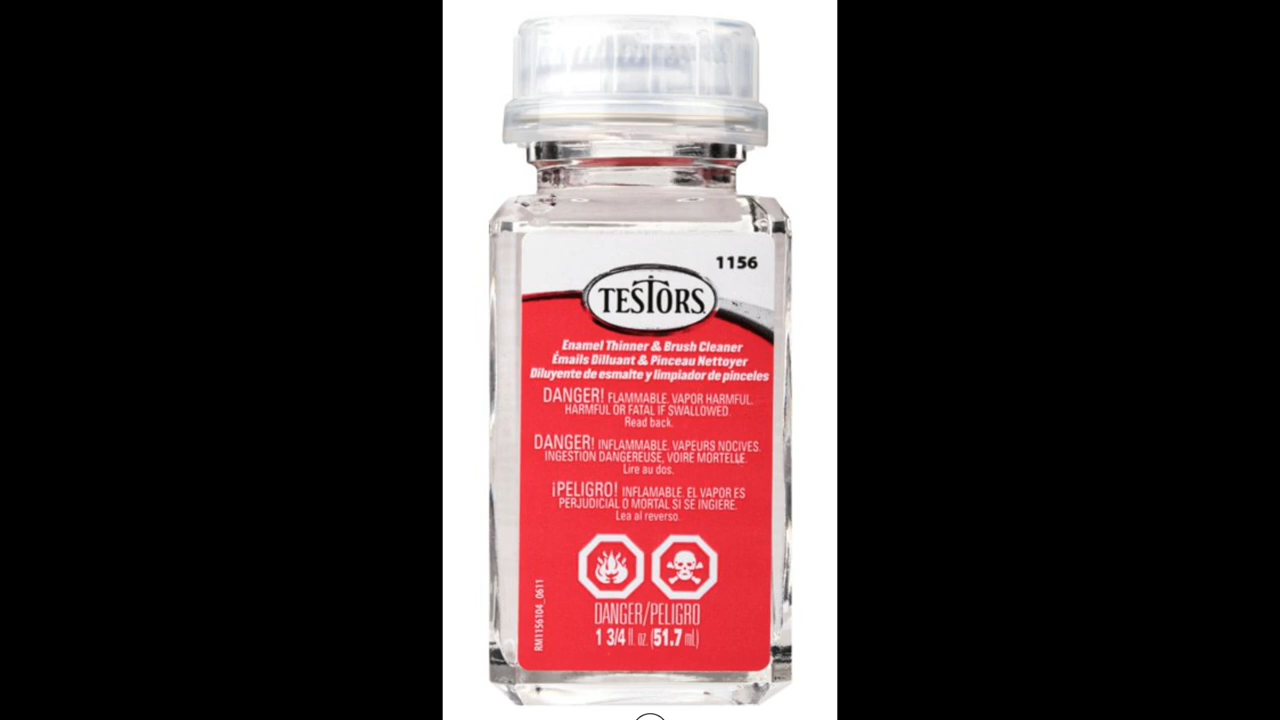 1156
TESTORS
Enamel Thinner & Brush Cleaner
Émails Dilluant & Pinceau Nettoyer
Diluyente de esmalte y limpiador de pinceles
DANGER! FLAMMABLE. VAPOR HARMFUL.
HARMFUL OR FATAL IF SWALLOWED.
Read back.
DANGER! INFLAMMABLE. VAPEURS NOCIVES.
INGESTION DANGEREUSE, VOIRE MORTELLE.
Lire au dos.
¡PELIGRO! INFLAMABLE. EL VAPOR ES
PERJUDICIAL O MORTAL SI SE INGIERE.
Lea al reverso.
DANGER/PELIGRO
1 3/4 fl. oz. (51.7 mL)
RM1156104_0611